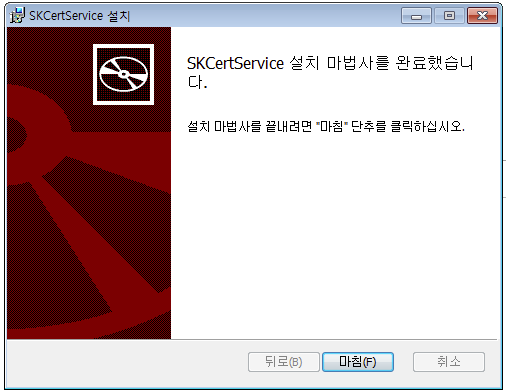 SKCertService 설치
SKCertService 설치 마법사를 완료했습니
다.
설치 마법사를 끝내려면 "마침" 단추를 클릭하십시오.
뒤로(B) 마침(F) 취소